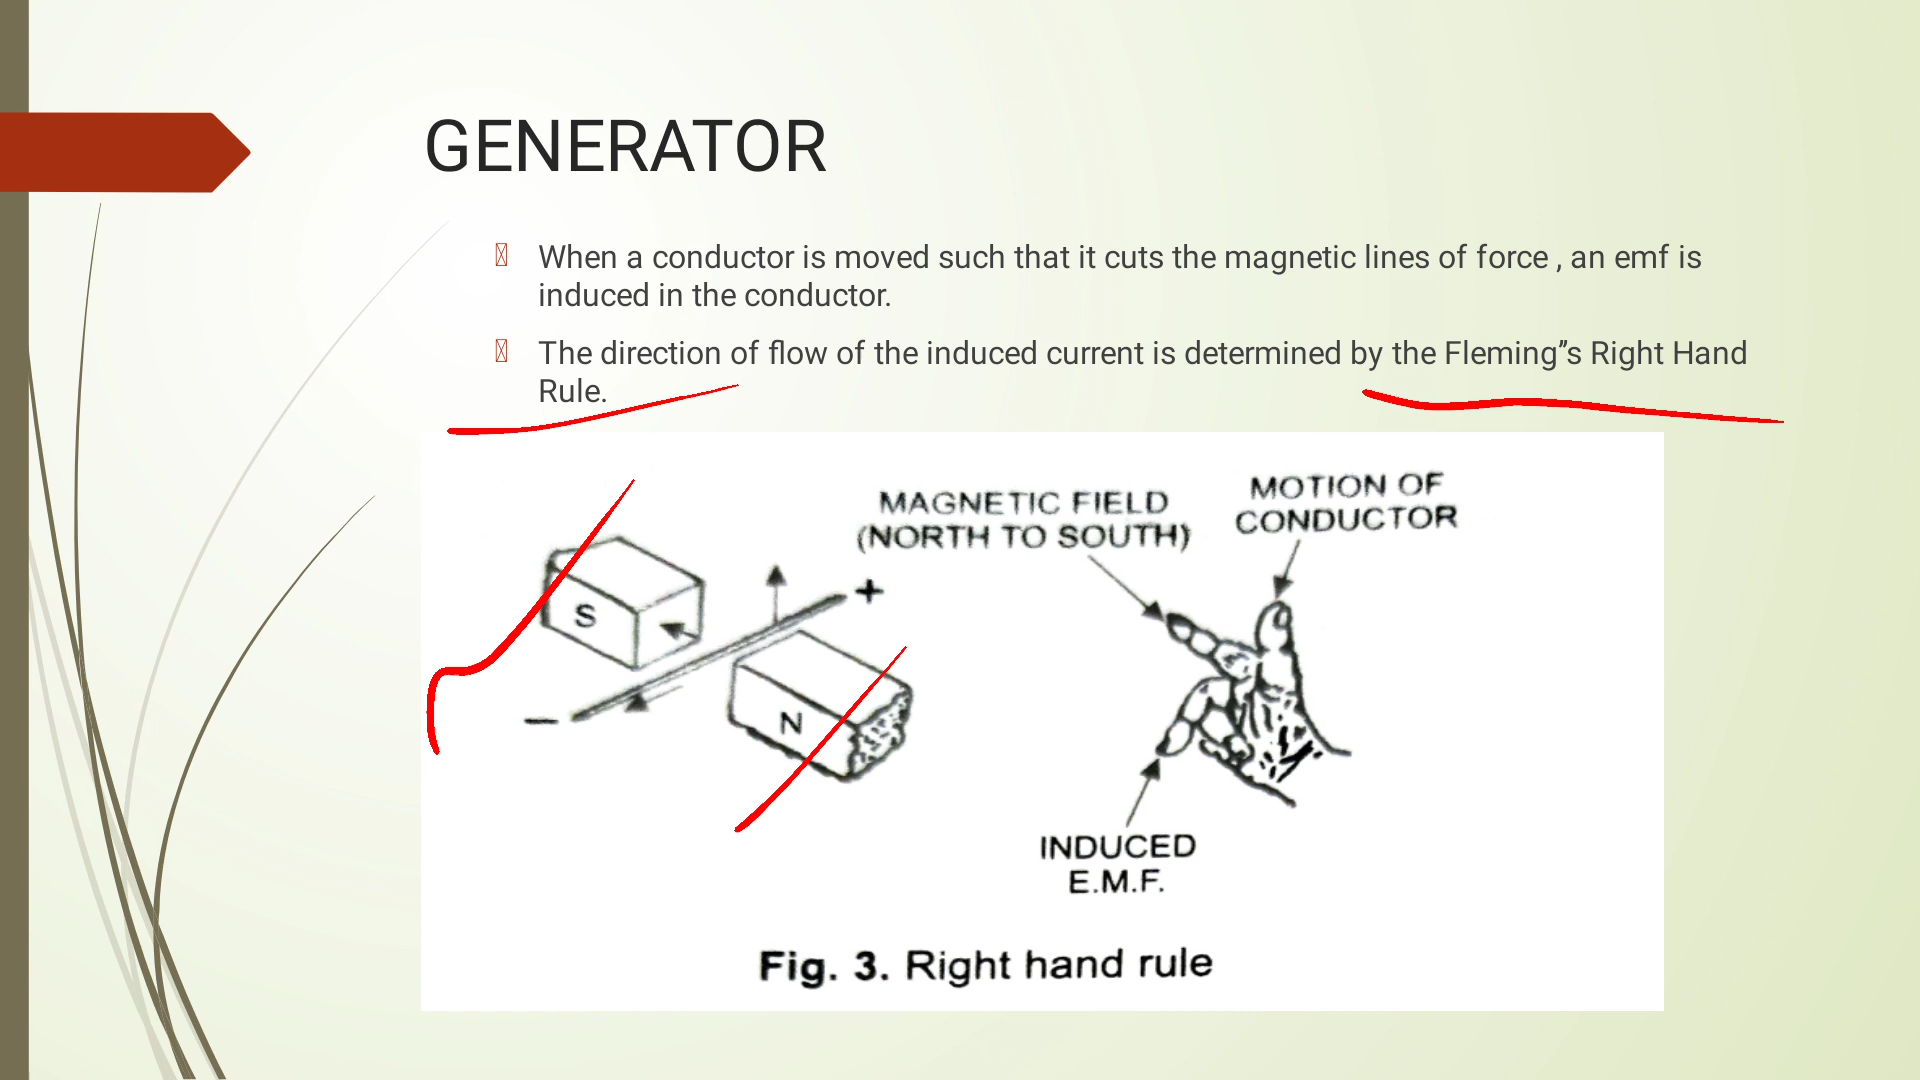 GENERATOR
When a conductor is moved such that it cuts the magnetic lines of force , an emf is
induced in the conductor.
The direction of flow of the induced current is determined by the Fleming”s Right Hand
Rule.
MAGNETIC FIELD
(NORTH TO SOUTH)
MOTION OF
CONDUCTOR
S
+
N
−
INDUCED
E.M.F.
Fig. 3. Right hand rule